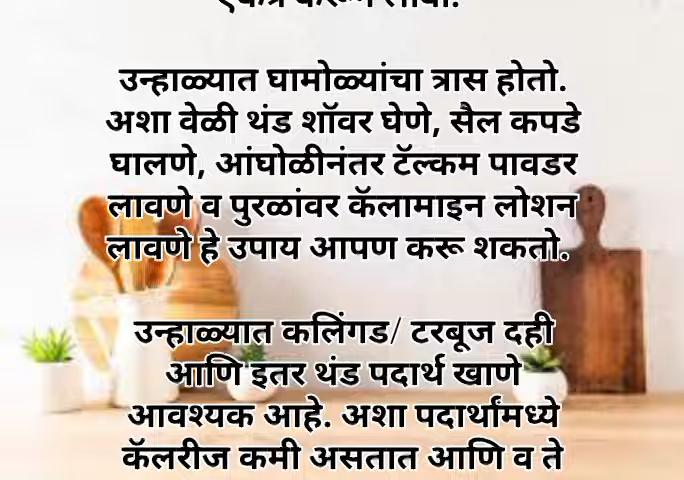 उन्हाळ्यात घामोळ्यांचा त्रास होतो.
अशा वेळी थंड शॉवर घेणे, सैल कपडे
घालणे, आंघोळीनंतर टॅल्कम पावडर
लावणे व पुरळांवर कॅलामाइन लोशन
लावणे हे उपाय आपण करू शकतो.
उन्हाळ्यात कलिंगड/ टरबूज दही
आणि इतर थंड पदार्थ खाणे
आवश्यक आहे. अशा पदार्थांमध्ये
कॅलरीज कमी असतात आणि व ते